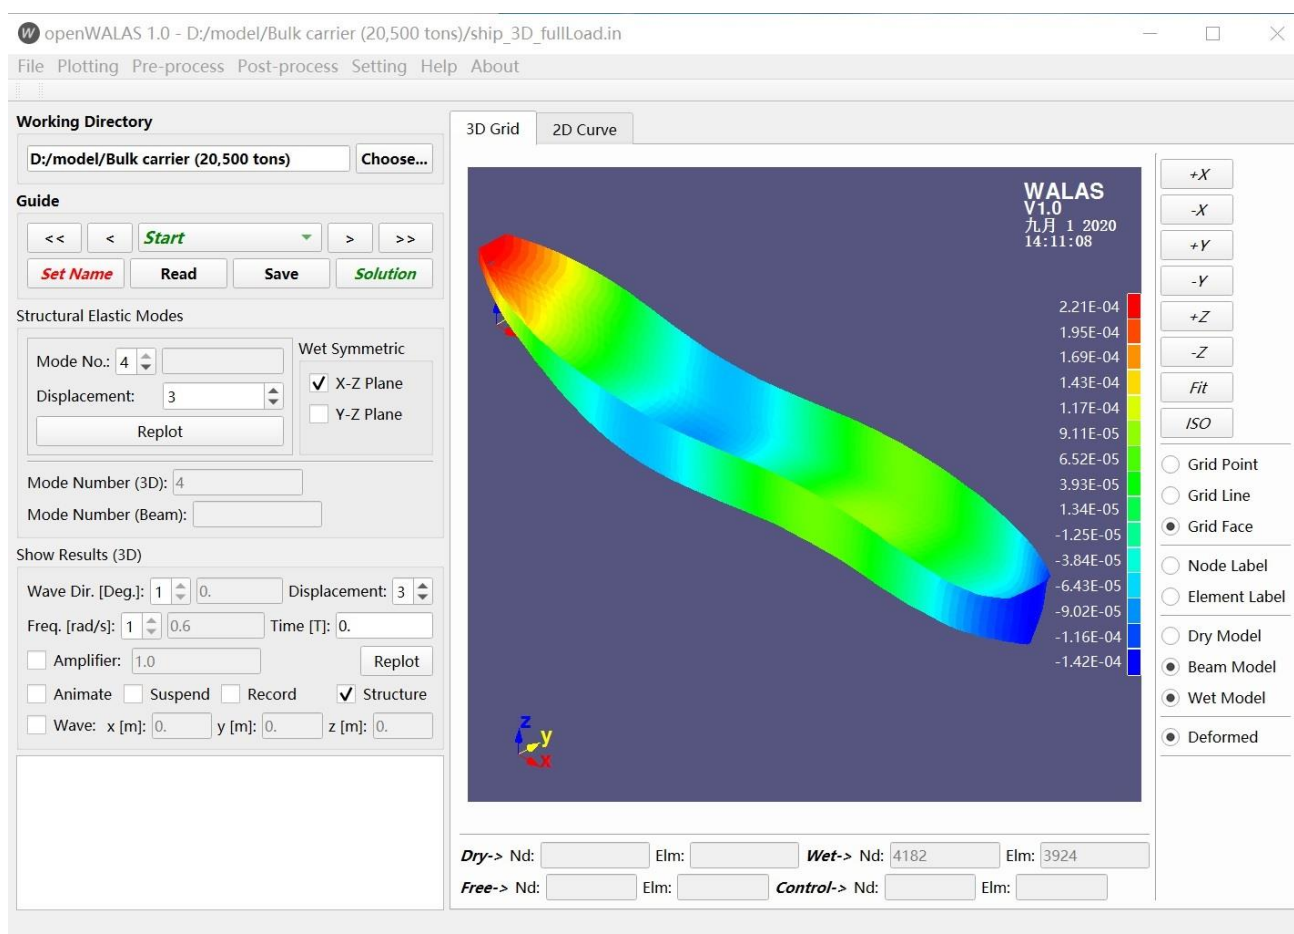 openWALAS 1.0 - D:/model/Bulk carrier (20,500 tons)/ship_3D_fullLoad.in
File Plotting Pre-process Post-process Setting Help About
Working Directory
D:/model/Bulk carrier (20,500 tons) Choose...
Guide
<< < Start > >>
Set Name Read Save Solution
Structural Elastic Modes
Mode No.: 4
Displacement: 3
Replot
Wet Symmetric
X-Z Plane
Y-Z Plane
Mode Number (3D): 4
Mode Number (Beam):
Show Results (3D)
Wave Dir. [Deg.]: 1 0. Displacement: 3
Freq. [rad/s]: 1 0.6 Time [T]: 0.
Amplifier: 1.0 Replot
Animate Suspend Record Structure
Wave: x [m]: 0. y [m]: 0. z [m]: 0.
3D Grid 2D Curve
WALAS
V1.0
九月 1 2020
14:11:08
2.21E-04
1.95E-04
1.69E-04
1.43E-04
1.17E-04
9.11E-05
6.52E-05
3.93E-05
1.34E-05
-1.25E-05
-3.84E-05
-6.43E-05
-9.02E-05
-1.16E-04
-1.42E-04
z
y
x
+X
-X
+Y
-Y
+Z
-Z
Fit
ISO
Grid Point
Grid Line
Grid Face
Node Label
Element Label
Dry Model
Beam Model
Wet Model
Deformed
Dry-> Nd: Elm: Wet-> Nd: 4182 Elm: 3924
Free-> Nd: Elm: Control-> Nd: Elm: